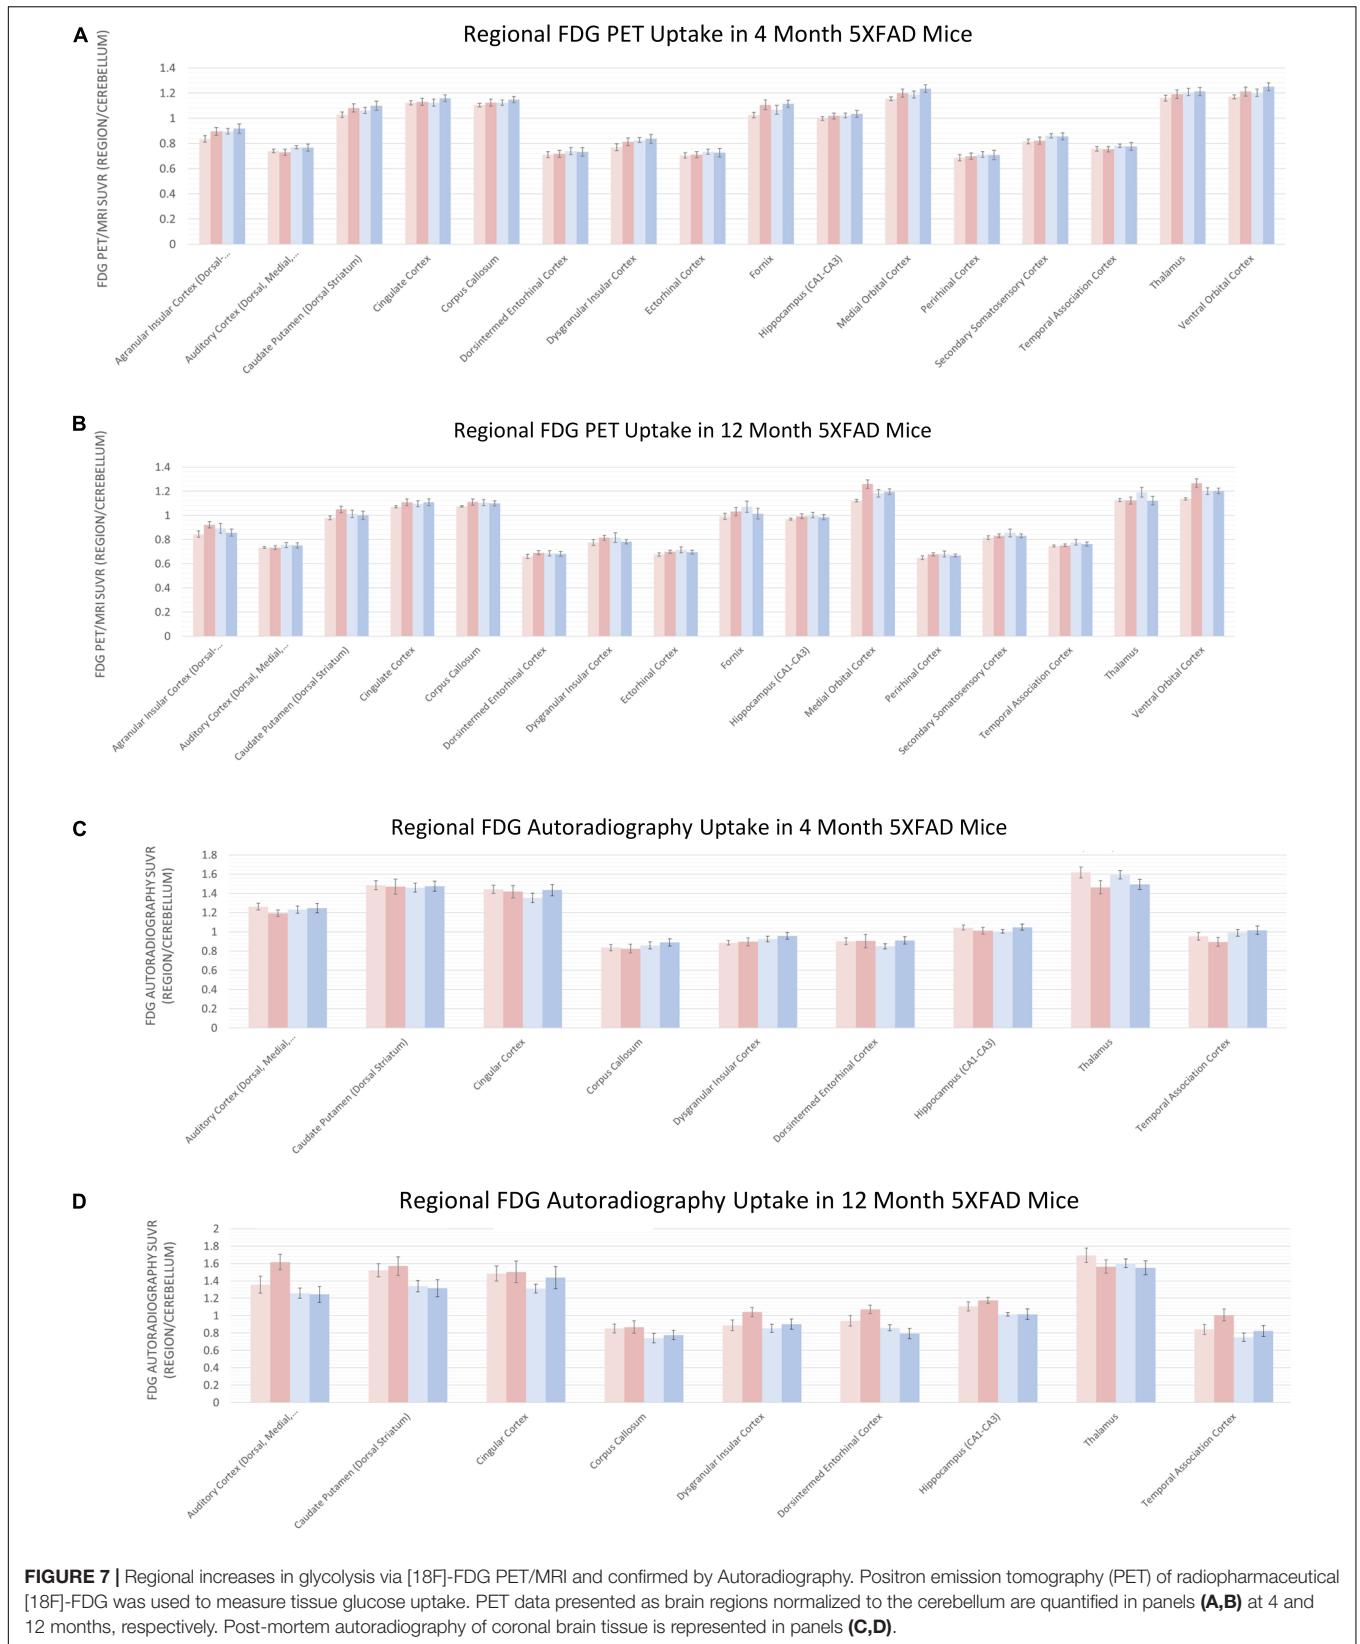 A
Regional FDG PET Uptake in 4 Month 5XFAD Mice
FDG PET/MRI SUVR (REGION/CEREBELLUM)
1.4
1.2
1
0.8
0.6
0.4
0.2
0
Agranular Insular Cortex (Dorsal-...
Auditory Cortex (Dorsal, Medial,...
Caudate Putamen (Dorsal Striatum)
Cingulate Cortex
Corpus Callosum
Dorsintermed Entorhinal Cortex
Dysgranular Insular Cortex
Ectorhinal Cortex
Fornix
Hippocampus (CA1-CA3)
Medial Orbital Cortex
Perirhinal Cortex
Secondary Somatosensory Cortex
Temporal Association Cortex
Thalamus
Ventral Orbital Cortex
B
Regional FDG PET Uptake in 12 Month 5XFAD Mice
FDG PET/MRI SUVR (REGION/CEREBELLUM)
1.4
1.2
1
0.8
0.6
0.4
0.2
0
Agranular Insular Cortex (Dorsal-...
Auditory Cortex (Dorsal, Medial,...
Caudate Putamen (Dorsal Striatum)
Cingulate Cortex
Corpus Callosum
Dorsintermed Entorhinal Cortex
Dysgranular Insular Cortex
Ectorhinal Cortex
Fornix
Hippocampus (CA1-CA3)
Medial Orbital Cortex
Perirhinal Cortex
Secondary Somatosensory Cortex
Temporal Association Cortex
Thalamus
Ventral Orbital Cortex
C
Regional FDG Autoradiography Uptake in 4 Month 5XFAD Mice
FDG AUTORADIOGRAPHY SUVR
(REGION/CEREBELLUM)
1.8
1.6
1.4
1.2
1
0.8
0.6
0.4
0.2
0
Auditory Cortex (Dorsal, Medial,...
Caudate Putamen (Dorsal Striatum)
Cingular Cortex
Corpus Callosum
Dysgranular Insular Cortex
Dorsintermed Entorhinal Cortex
Hippocampus (CA1-CA3)
Thalamus
Temporal Association Cortex
D
Regional FDG Autoradiography Uptake in 12 Month 5XFAD Mice
FDG AUTORADIOGRAPHY SUVR
(REGION/CEREBELLUM)
2
1.8
1.6
1.4
1.2
1
0.8
0.6
0.4
0.2
0
Auditory Cortex (Dorsal, Medial,...
Caudate Putamen (Dorsal Striatum)
Cingular Cortex
Corpus Callosum
Dysgranular Insular Cortex
Dorsintermed Entorhinal Cortex
Hippocampus (CA1-CA3)
Thalamus
Temporal Association Cortex
FIGURE 7 | Regional increases in glycolysis via [18F]-FDG PET/MRI and confirmed by Autoradiography. Positron emission tomography (PET) of radiopharmaceutical
[18F]-FDG was used to measure tissue glucose uptake. PET data presented as brain regions normalized to the cerebellum are quantified in panels (A,B) at 4 and
12 months, respectively. Post-mortem autoradiography of coronal brain tissue is represented in panels (C,D).